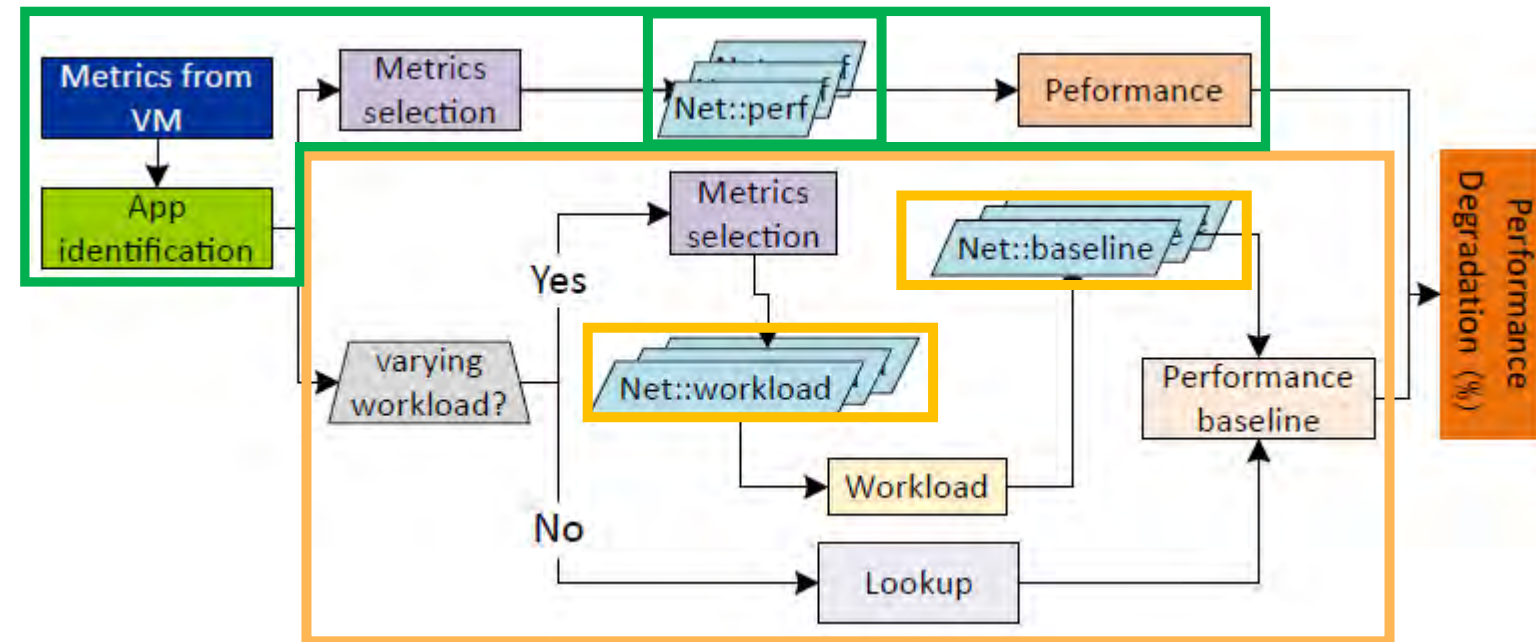 Metrics from
VM
Metrics
selection
Net::perf
f
f
Peformance
App
identification
Metrics
selection
Yes
Net::baseline
varying
workload?
Net::workload
Performance
baseline
Workload
No
Lookup
Performance
Degradation (%)